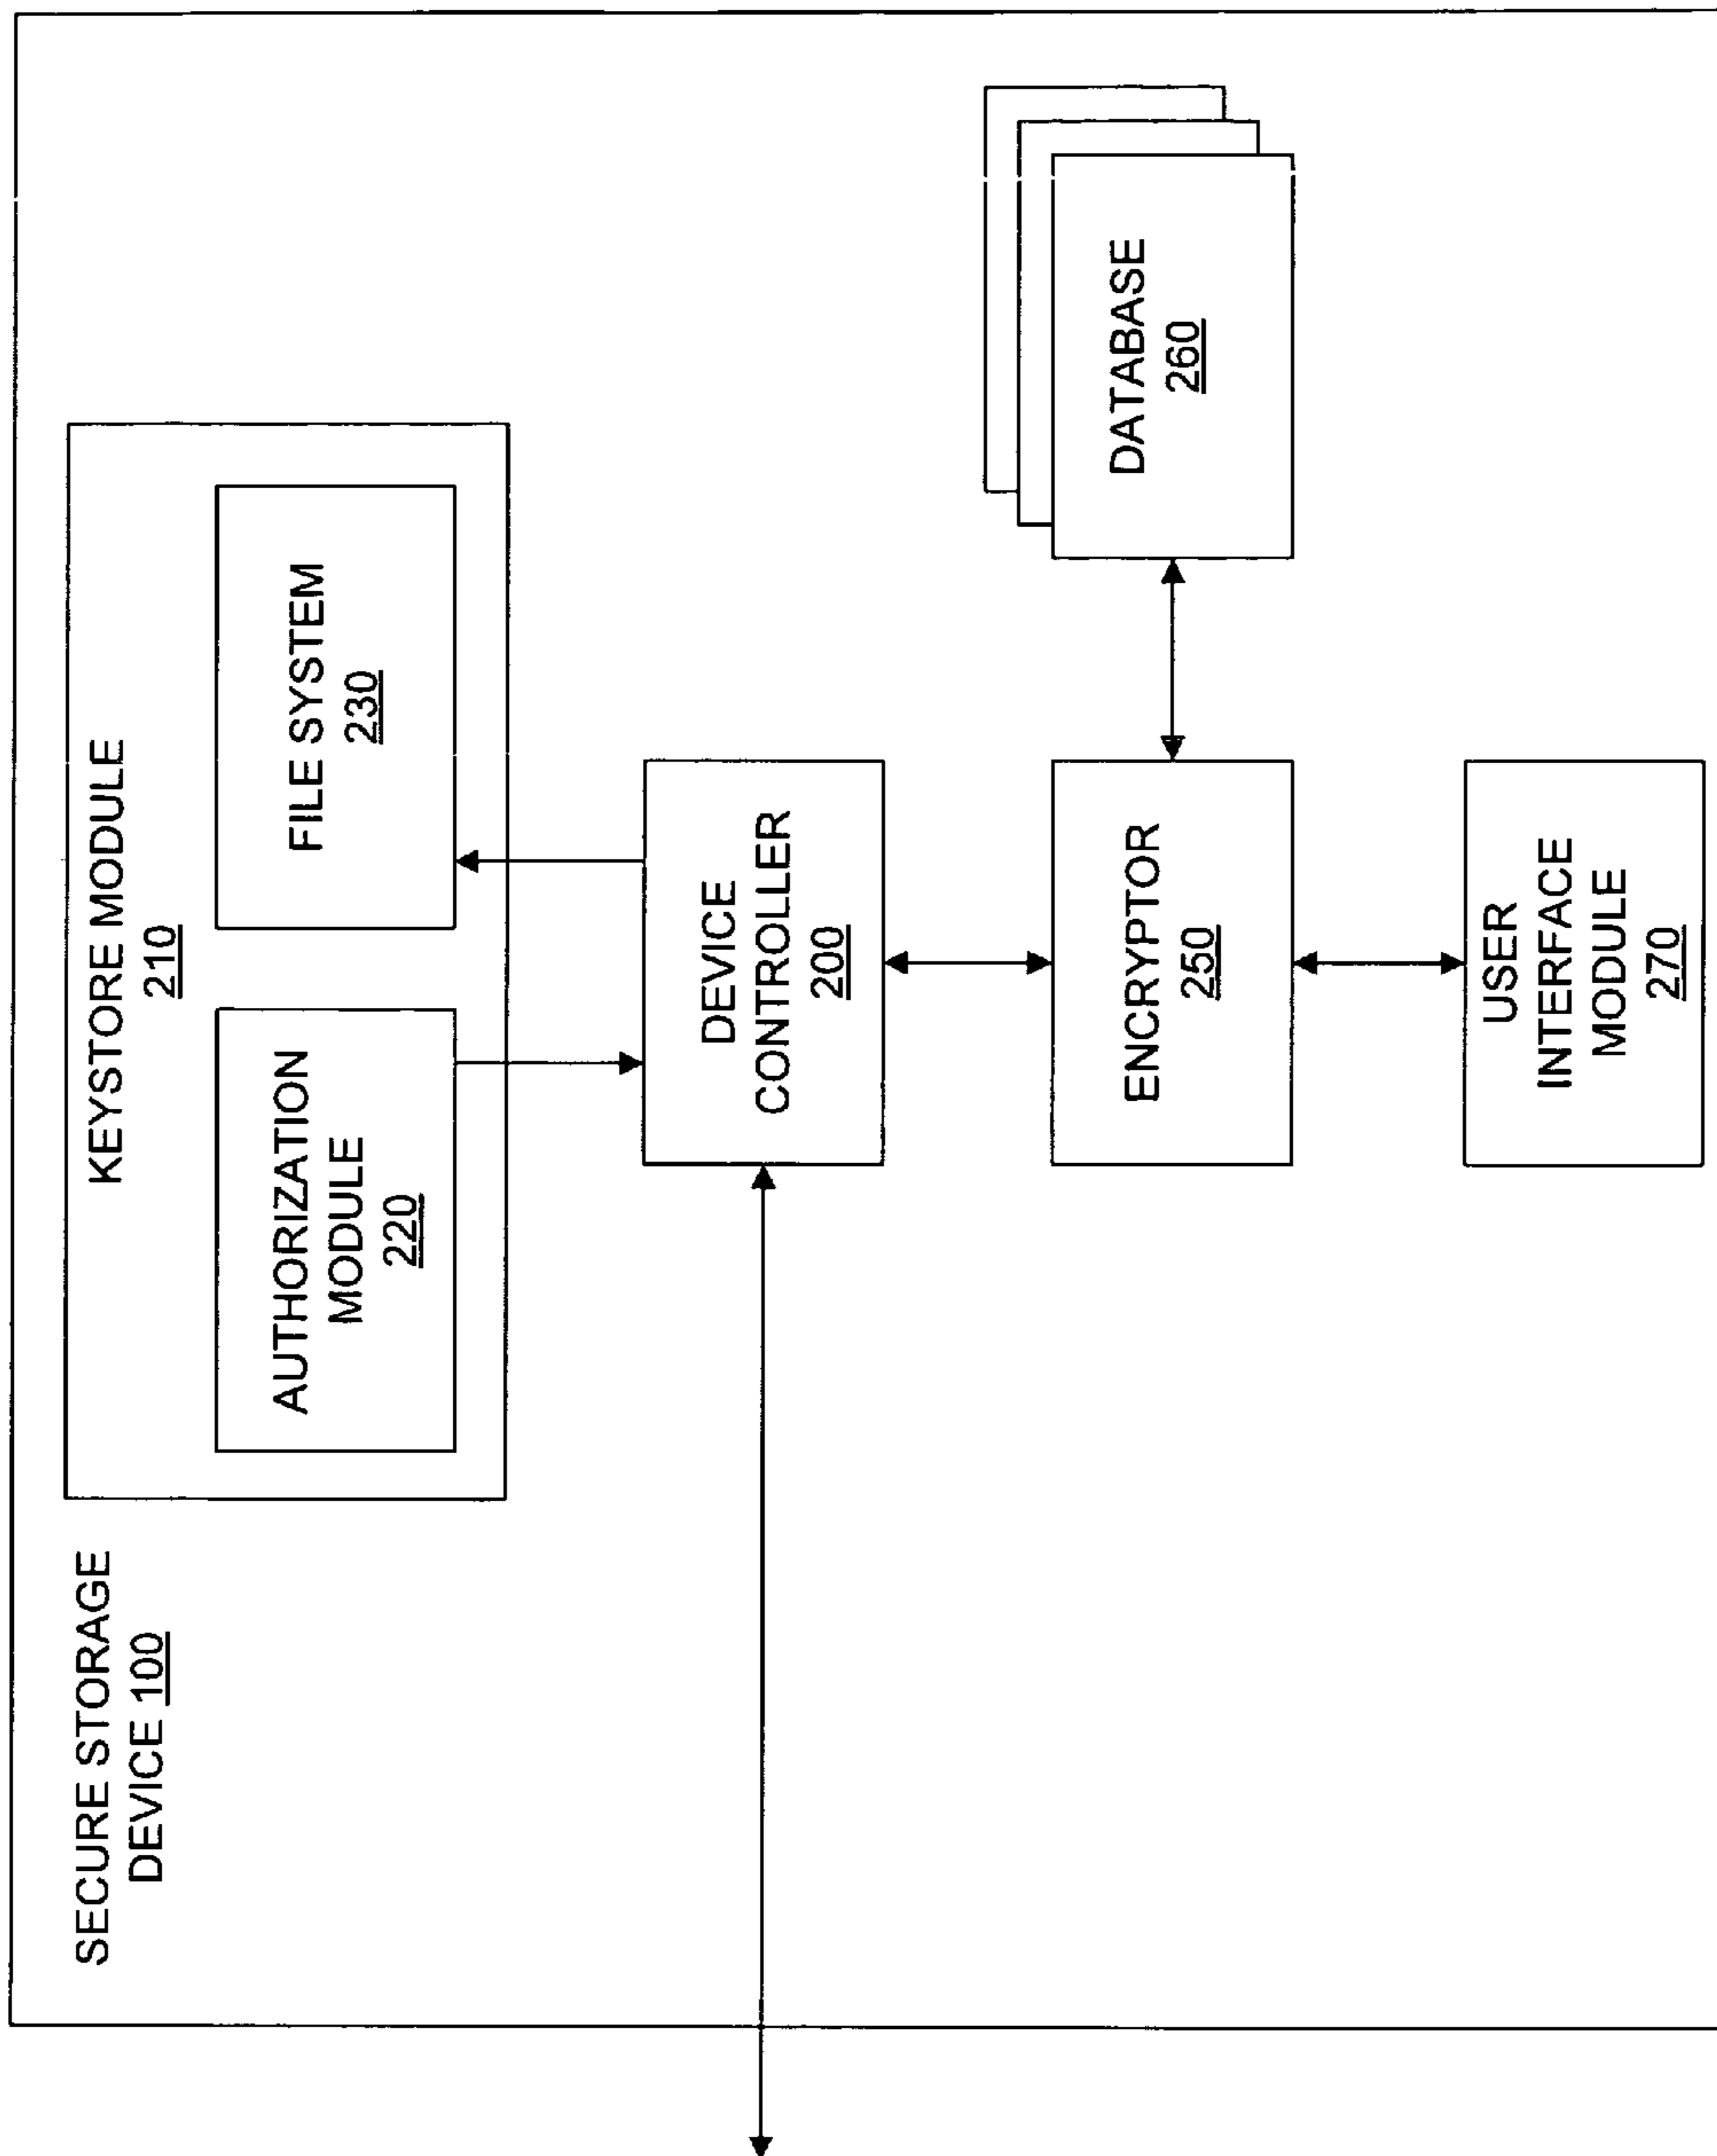 SECURE STORAGE
DEVICE 100
KEYSTORE MODULE
210
AUTHORIZATION
MODULE
220
FILE SYSTEM
230
DEVICE
CONTROLLER
200
ENCRYPTOR
250
DATABASE
260
USER
INTERFACE
MODULE
270